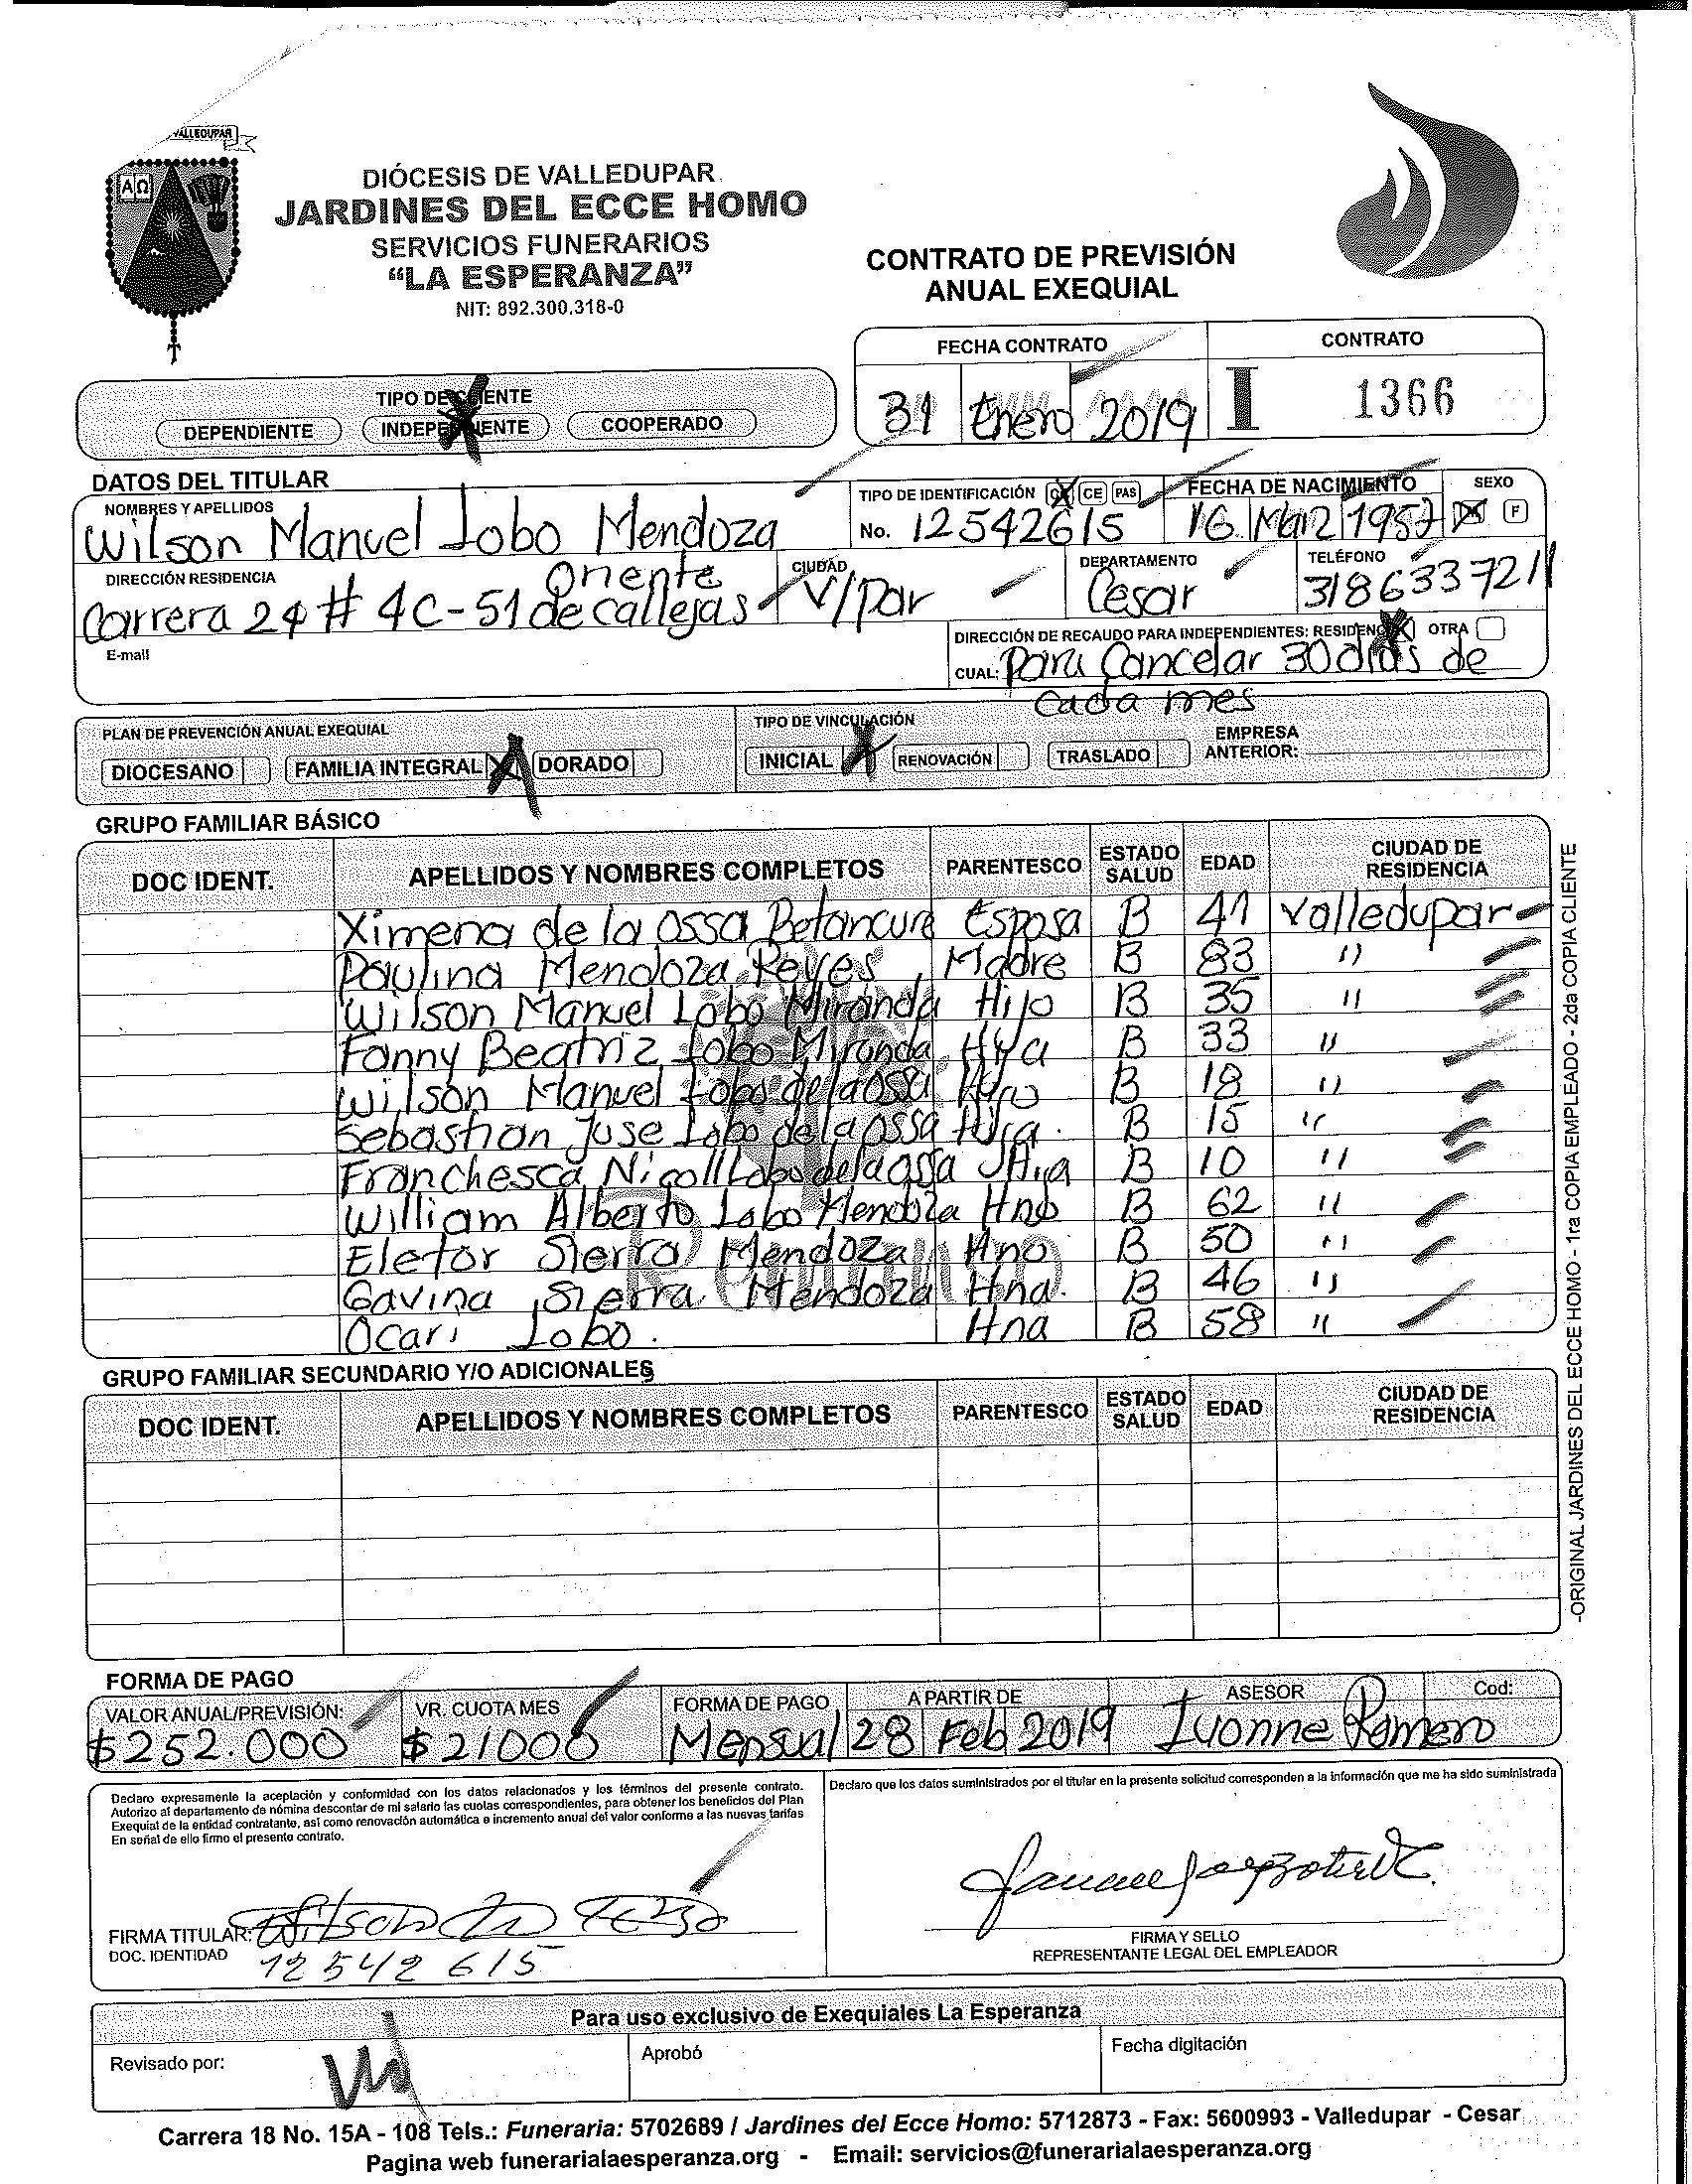 VALLEDUPAR
Α Ω
DIÓCESIS DE VALLEDUPAR
JARDINES DEL ECCE HOMO
SERVICIOS FUNERARIOS
“LA ESPERANZA”
NIT: 892.300.318-0
CONTRATO DE PREVISIÓN
ANUAL EXEQUIAL
FECHA CONTRATO CONTRATO
31 Enero 2019 I 1366
TIPO DE CLIENTE
DEPENDIENTE INDEPENDIENTE COOPERADO
DATOS DEL TITULAR
NOMBRES Y APELLIDOS TIPO DE IDENTIFICACIÓN CC CE PAS FECHA DE NACIMIENTO SEXO
Wilson Manuel Lobo Mendoza No. 12542615 16 Marz 1957 X F
DIRECCIÓN RESIDENCIA CIUDAD DEPARTAMENTO TELÉFONO
Carrera 24 # 4C-51 Oriente de callejas V/par Cesar 3186337211
E-mail DIRECCIÓN DE RECAUDO PARA INDEPENDIENTES: RESIDENCIA X OTRA
CUAL: Para Cancelar 30 dias de
cada mes
PLAN DE PREVENCIÓN ANUAL EXEQUIAL TIPO DE VINCULACIÓN
DIOCESANO FAMILIA INTEGRAL X DORADO INICIAL X RENOVACIÓN TRASLADO EMPRESA ANTERIOR:
GRUPO FAMILIAR BÁSICO
DOC IDENT. APELLIDOS Y NOMBRES COMPLETOS PARENTESCO ESTADO SALUD EDAD CIUDAD DE RESIDENCIA
Ximena de la ossa Betancure Esposa B 41 Valledupar
Paulina Mendoza Reyes Madre B 83 "
Wilson Manuel Lobo Miranda Hijo B 35 "
Fanny Beatriz Lobo Miranda Hija B 33 "
Wilson Manuel Lobo de la Ossa Hijo B 18 "
Sebastian Juse Lobo de la ossa B 15 "
Franchesca Nicoll Lobo de la ossa Hija B 10 "
William Alberto Lobo Mendoza Hno B 62 "
Eletor Sierra Mendoza Hno B 50 "
Gavina Sierra Mendoza Hna. B 46 "
Ocari Lobo. Hna B 58 "
GRUPO FAMILIAR SECUNDARIO Y/O ADICIONALES
DOC IDENT. APELLIDOS Y NOMBRES COMPLETOS PARENTESCO ESTADO SALUD EDAD CIUDAD DE RESIDENCIA
FORMA DE PAGO
VALOR ANUAL/PREVISIÓN: VR. CUOTA MES FORMA DE PAGO A PARTIR DE ASESOR Cod:
$252.000 $21000 Mensual 28 Feb 2019 Ivonne Romero
Declaro expresamente la aceptación y conformidad con los datos relacionados y los términos del presente contrato.
Autorizo al departamento de nómina descontar de mi salario las cuotas correspondientes, para obtener los beneficios del Plan
Exequial de la entidad contratante, así como renovación automática e incremento anual del valor conforme a las nuevas tarifas
En señal de ello firmo el presente contrato.
Declaro que los datos suministrados por el titular en la presente solicitud corresponden a la información que me ha sido suministrada
FIRMA TITULAR:
DOC. IDENTIDAD 12542615
FIRMA Y SELLO
REPRESENTANTE LEGAL DEL EMPLEADOR
Para uso exclusivo de Exequiales La Esperanza
Revisado por: Aprobó Fecha digitación
Carrera 18 No. 15A - 108 Tels.: Funeraria: 5702689 / Jardines del Ecce Homo: 5712873 - Fax: 5600993 - Valledupar - Cesar
Pagina web funerarialaesperanza.org - Email: servicios@funerarialaesperanza.org
-ORIGINAL JARDINES DEL ECCE HOMO - 1ra COPIA EMPLEADO - 2da COPIA CLIENTE